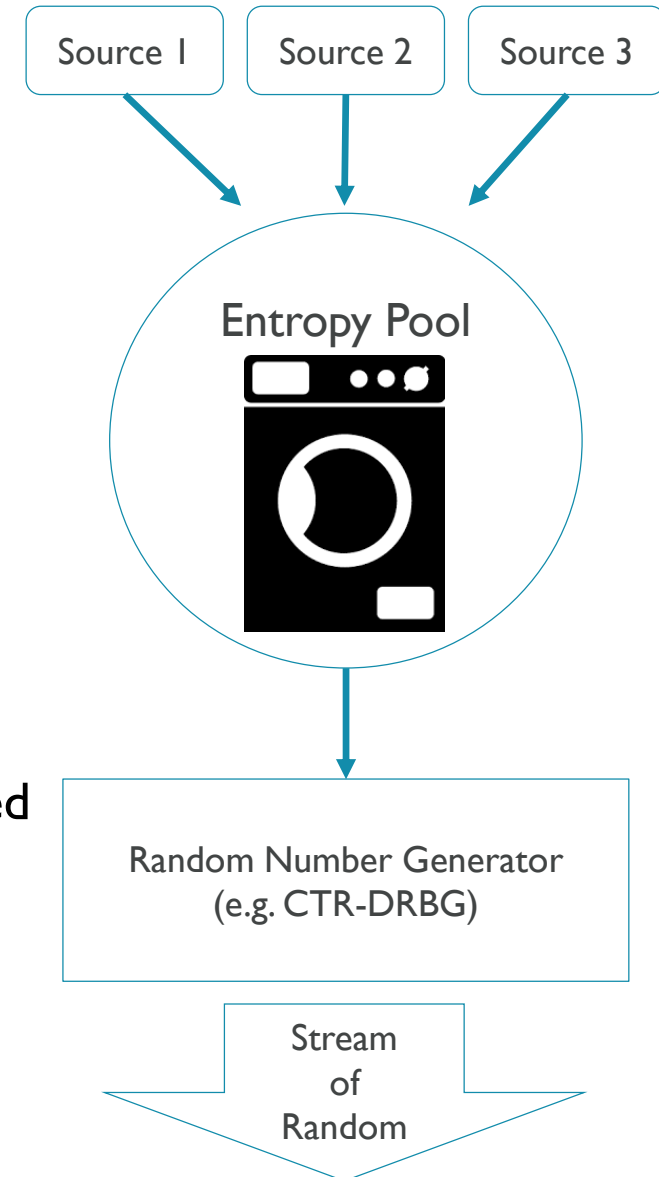 Source 1
Source 2
Source 3
Entropy Pool
Random Number Generator
(e.g. CTR-DRBG)
Stream
of
Random